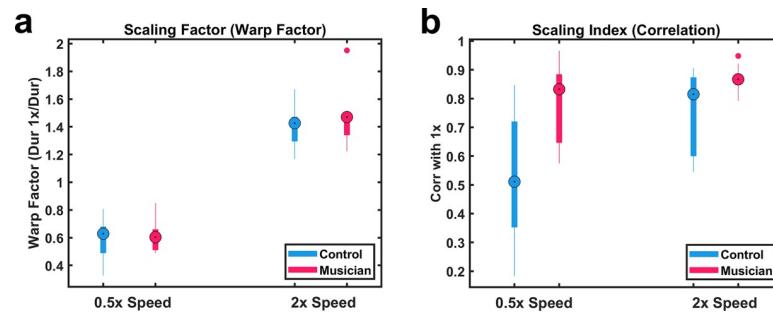 a
Scaling Factor (Warp Factor)
Warp Factor (Dur 1x/Dur)
2
1.8
1.6
1.4
1.2
1
0.8
0.6
0.4
0.5x Speed
2x Speed
Control
Musician
b
Scaling Index (Correlation)
Corr with 1x
1
0.9
0.8
0.7
0.6
0.5
0.4
0.3
0.2
0.5x Speed
2x Speed
Control
Musician